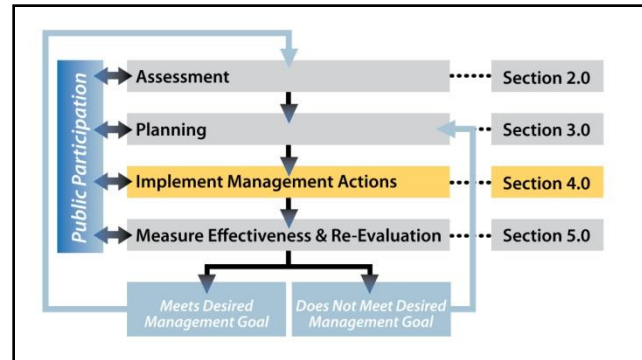 Public Participation
Assessment
Section 2.0
Planning
Section 3.0
Implement Management Actions
Section 4.0
Measure Effectiveness & Re-Evaluation
Section 5.0
Meets Desired
Management Goal
Does Not Meet Desired
Management Goal